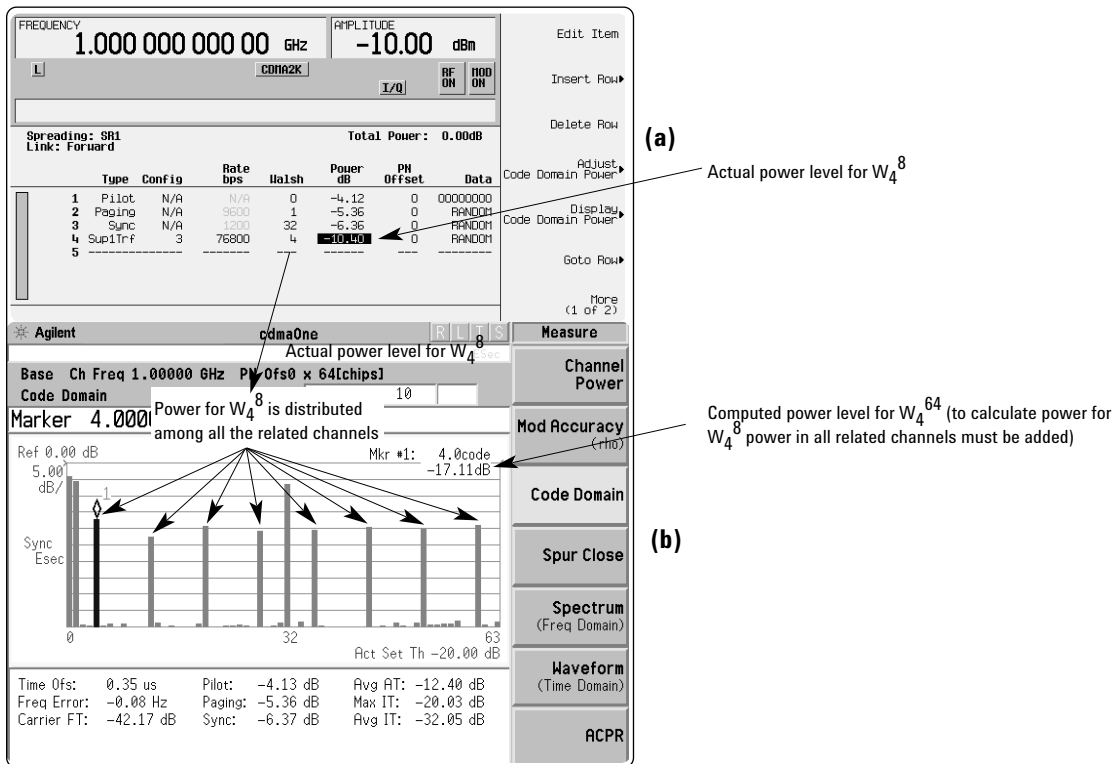 FREQUENCY
1.000 000 000 00 GHz
AMPLITUDE
-10.00 dBm
L
CDMA2K
I/Q
RF ON
MOD ON
Spreading: SR1
Link: Forward
Total Power: 0.00dB
Type Config Rate bps Walsh Power dB PN Offset Data
1 Pilot N/A N/A 0 -4.12 0 00000000
2 Paging N/A 9600 1 -5.36 0 RANDOM
3 Sync N/A 1200 32 -6.36 0 RANDOM
4 Sup1Trf 3 76800 4 -10.40 0 RANDOM
5 -------------- ------- --- ------ --- --------
Edit Item
Insert Row
Delete Row
Adjust
Code Domain Power
Display
Code Domain Power
Goto Row
More
(1 of 2)
(a)
Actual power level for W₄⁸
Agilent
cdmaOne
R L T S
Actual power level for W₄⁸
Sec
Base Ch Freq 1.00000 GHz PN Ofs0 x 64[chips]
Code Domain
10
Marker 4.000
Power for W₄⁸ is distributed
among all the related channels
Ref 0.00 dB
Mkr #1: 4.0code
-17.11dB
5.00
dB/
1
Sync
Esec
0 32 63
Act Set Th -20.00 dB
Time Ofs: 0.35 us Pilot: -4.13 dB Avg AT: -12.40 dB
Freq Error: -0.08 Hz Paging: -5.36 dB Max IT: -20.03 dB
Carrier FT: -42.17 dB Sync: -6.37 dB Avg IT: -32.05 dB
Measure
Channel
Power
Mod Accuracy
(rho)
Code Domain
Spur Close
Spectrum
(Freq Domain)
Waveform
(Time Domain)
ACPR
(b)
Computed power level for W₄⁶⁴ (to calculate power for
W₄⁸ power in all related channels must be added)